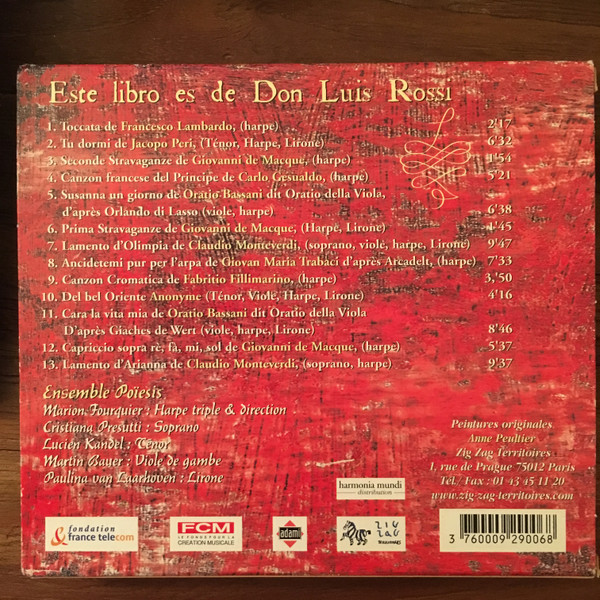 Este libro es de Don Luis Rossi
1. Toccata de Francesco Lambardo, (harpe) 2'17
2. Tu dormi de Jacopo Peri, (Ténor, Harpe, Lirone) 6'32
3. Seconde Stravaganze de Giovanni de Macque, (harpe) 1'54
4. Canzon francese del Principe de Carlo Gesualdo, (harpe) 5'21
5. Susanna un giorno de Oratio Bassani dit Oratio della Viola,
d'après Orlando di Lasso (viole, harpe) 6'38
6. Prima Stravaganze de Giovanni de Macque, (Harpe, Lirone) 1'45
7. Lamento d'Olimpia de Claudio Monteverdi, (soprano, viole, harpe, Lirone) 9'47
8. Ancidetemi pur per l'arpa de Giovan Maria Trabaci d'après Arcadelt, (harpe) 7'33
9. Canzon Cromatica de Fabritio Fillimarino, (harpe) 3,'50
10. Del bel Oriente Anonyme (Ténor, Viole, Harpe, Lirone) 4'16
11. Cara la vita mia de Oratio Bassani dit Oratio della Viola
D'après Giaches de Wert (viole, harpe, Lirone) 8'46
12. Capriccio sopra rè, fa, mi, sol de Giovanni de Macque, (harpe) 5'37
13. Lamento d'Arianna de Claudio Monteverdi, (soprano, harpe) 9'37
Ensemble Poïesis
Marion Fourquier : Harpe triple & direction
Cristiana Presutti : Soprano
Lucien Kandel : Ténor
Martin Bauer : Viole de gambe
Paulina van Laarhoven : Lirone
Peintures originales
Anne Peultier
Zig Zag Territoires
1, rue de Prague 75012 Paris
Tél./ Fax : 01 43 45 11 20
www.zig-zag-territoires.com
harmonia mundi
distribution
fondation
& france telecom
FCM
LE FONDS POUR LA
CRÉATION MUSICALE
adami
ZIG
ZAG
TERRITOIRES
3 760009 290068